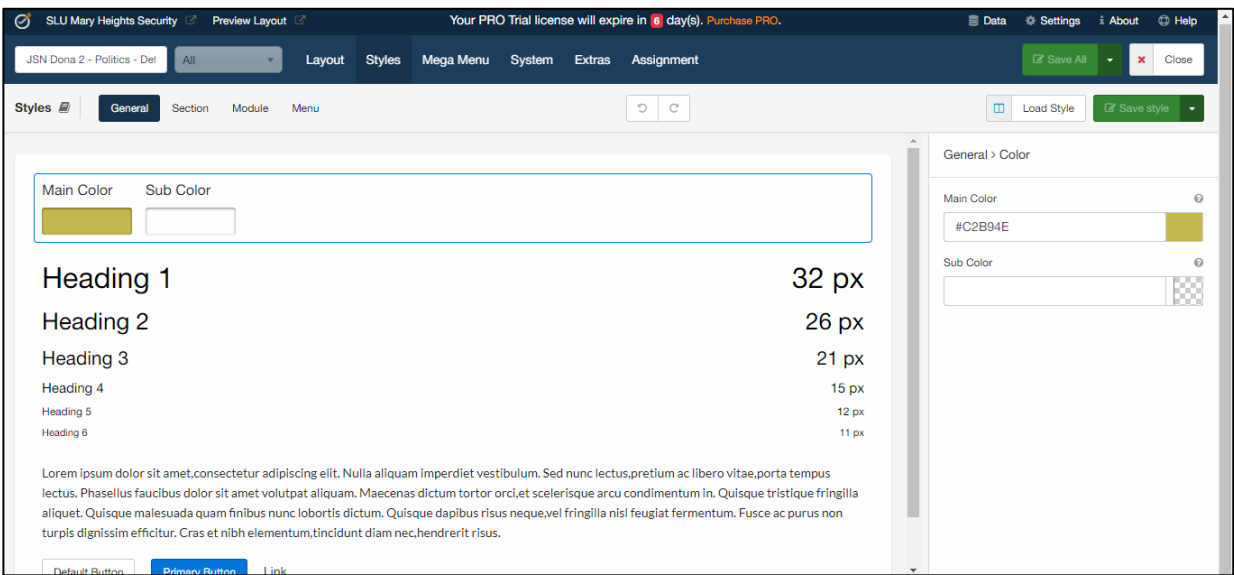 SLU Mary Heights Security Preview Layout Your PRO Trial license will expire in 6 day(s). Purchase PRO. Data Settings i About Help
JSN Dona 2 - Politics - Def All Layout Styles Mega Menu System Extras Assignment Save All Close
Styles General Section Module Menu Load Style Save style
General > Color
Main Color Sub Color
Main Color
#C2B94E
Sub Color
Heading 1 32 px
Heading 2 26 px
Heading 3 21 px
Heading 4 15 px
Heading 5 12 px
Heading 6 11 px
Lorem ipsum dolor sit amet,consectetur adipiscing elit. Nulla aliquam imperdiet vestibulum. Sed nunc lectus,pretium ac libero vitae,porta tempus
lectus. Phasellus faucibus dolor sit amet volutpat aliquam. Maecenas dictum tortor orci,et scelerisque arcu condimentum in. Quisque tristique fringilla
aliquet. Quisque malesuada quam finibus nunc lobortis dictum. Quisque dapibus risus neque,vel fringilla nisl feugiat fermentum. Fusce ac purus non
turpis dignissim efficitur. Cras et nibh elementum,tincidunt diam nec,hendrerit risus.
Default Button Primary Button Link